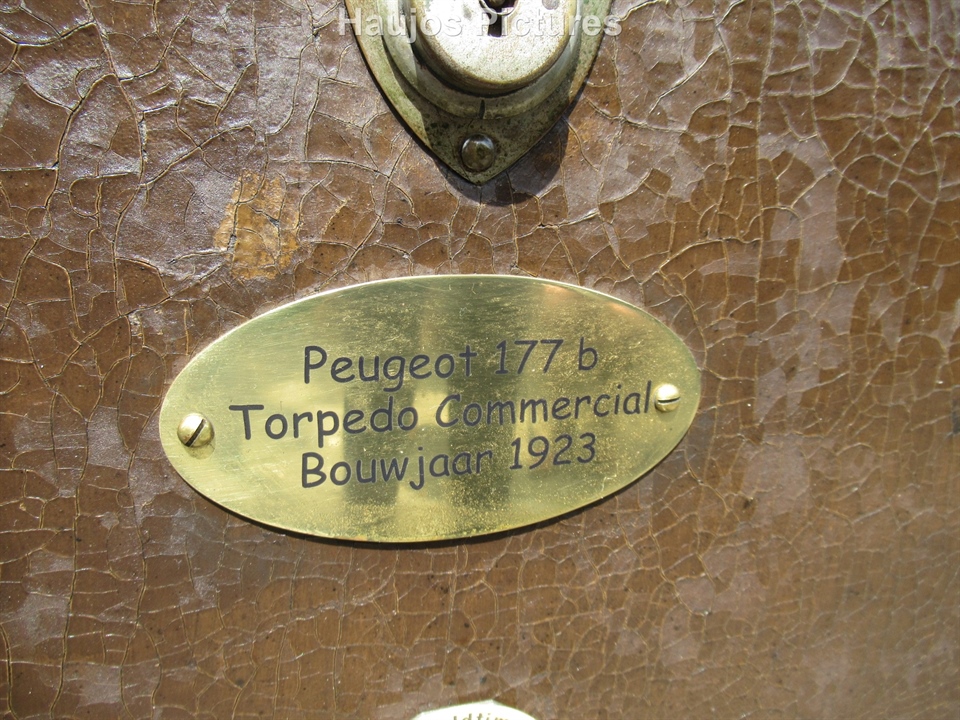 Haujos Pictures
Peugeot 177 b
Torpedo Commercial
Bouwjaar 1923